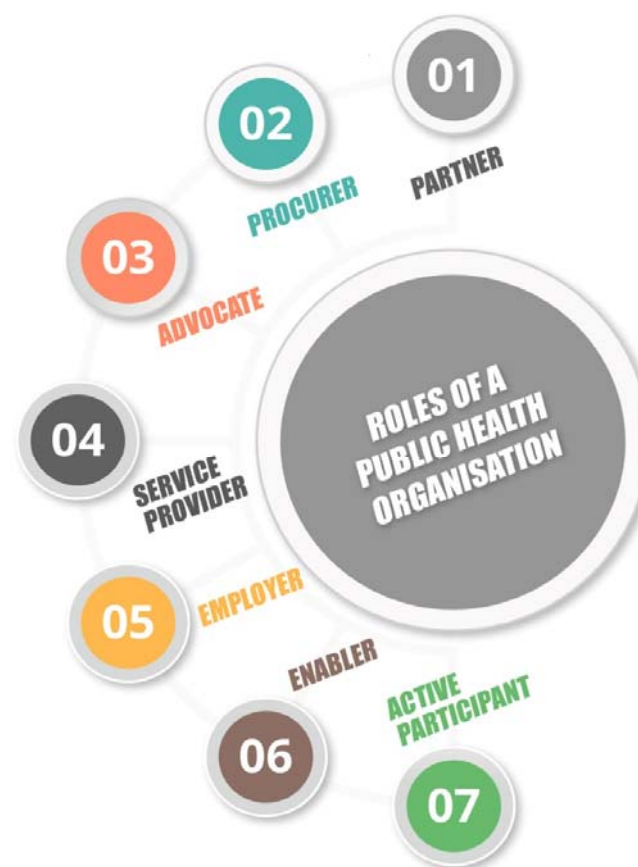 01
PARTNER
02
PROCURER
03
ADVOCATE
04
SERVICE
PROVIDER
05
EMPLOYER
06
ENABLER
07
ACTIVE
PARTICIPANT
ROLES OF A
PUBLIC HEALTH
ORGANISATION